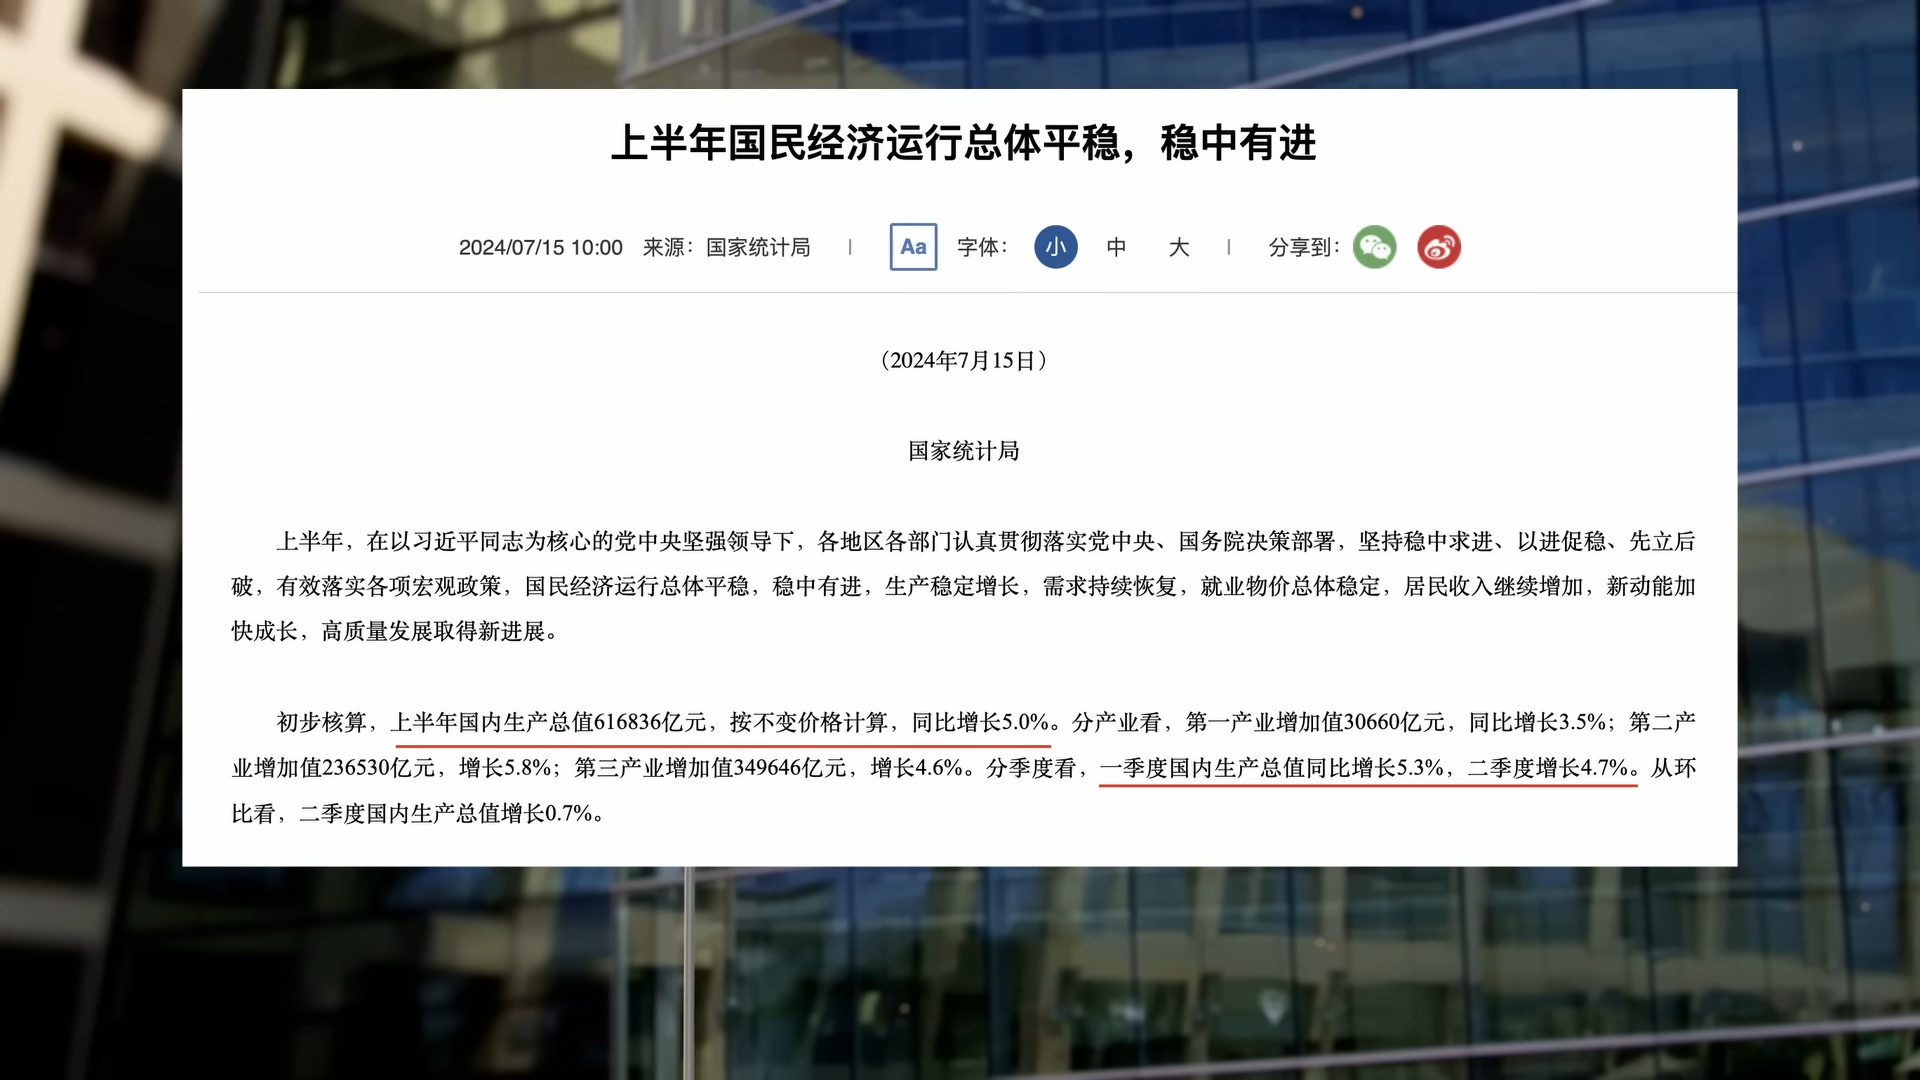 上半年国民经济运行总体平稳，稳中有进
2024/07/15 10:00 来源：国家统计局 | Aa 字体： 小 中 大 | 分享到：
（2024年7月15日）
国家统计局
上半年，在以习近平同志为核心的党中央坚强领导下，各地区各部门认真贯彻落实党中央、国务院决策部署，坚持稳中求进、以进促稳、先立后
破，有效落实各项宏观政策，国民经济运行总体平稳，稳中有进，生产稳定增长，需求持续恢复，就业物价总体稳定，居民收入继续增加，新动能加
快成长，高质量发展取得新进展。
初步核算，上半年国内生产总值616836亿元，按不变价格计算，同比增长5.0%。分产业看，第一产业增加值30660亿元，同比增长3.5%；第二产
业增加值236530亿元，增长5.8%；第三产业增加值349646亿元，增长4.6%。分季度看，一季度国内生产总值同比增长5.3%，二季度增长4.7%。从环
比看，二季度国内生产总值增长0.7%。